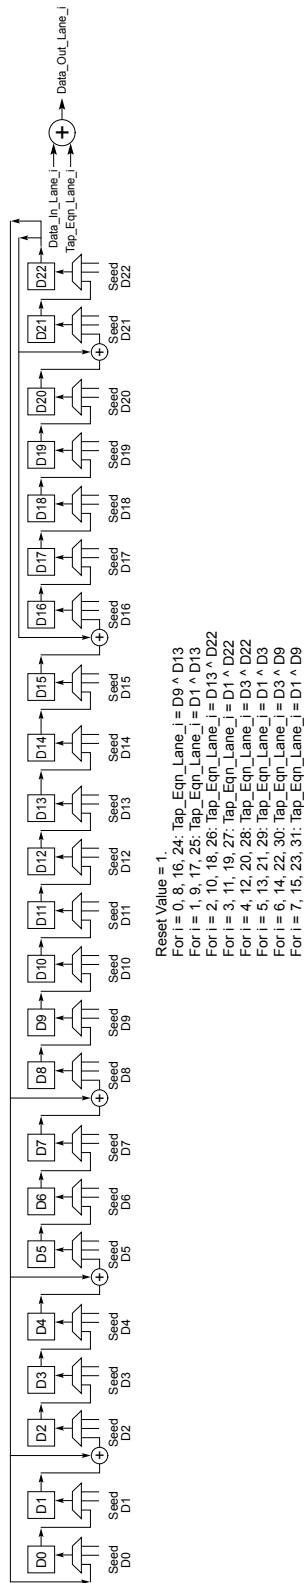 D0 D1 D2 D3 D4 D5 D6 D7 D8 D9 D10 D11 D12 D13 D14 D15 D16 D17 D18 D19 D20 D21 D22
Seed Seed Seed Seed Seed Seed Seed Seed Seed Seed Seed Seed Seed Seed Seed Seed Seed Seed Seed Seed Seed Seed Seed
D0 D1 D2 D3 D4 D5 D6 D7 D8 D9 D10 D11 D12 D13 D14 D15 D16 D17 D18 D19 D20 D21 D22
Data_In_Lane_i
Tap_Eqn_Lane_i
Data_Out_Lane_i
Reset Value = 1.
For i = 0, 8, 16, 24: Tap_Eqn_Lane_i = D9 ^ D13
For i = 1, 9, 17, 25: Tap_Eqn_Lane_i = D1 ^ D13
For i = 2, 10, 18, 26: Tap_Eqn_Lane_i = D13 ^ D22
For i = 3, 11, 19, 27: Tap_Eqn_Lane_i = D1 ^ D22
For i = 4, 12, 20, 28: Tap_Eqn_Lane_i = D3 ^ D22
For i = 5, 13, 21, 29: Tap_Eqn_Lane_i = D1 ^ D3
For i = 6, 14, 22, 30: Tap_Eqn_Lane_i = D3 ^ D9
For i = 7, 15, 23, 31: Tap_Eqn_Lane_i = D1 ^ D9